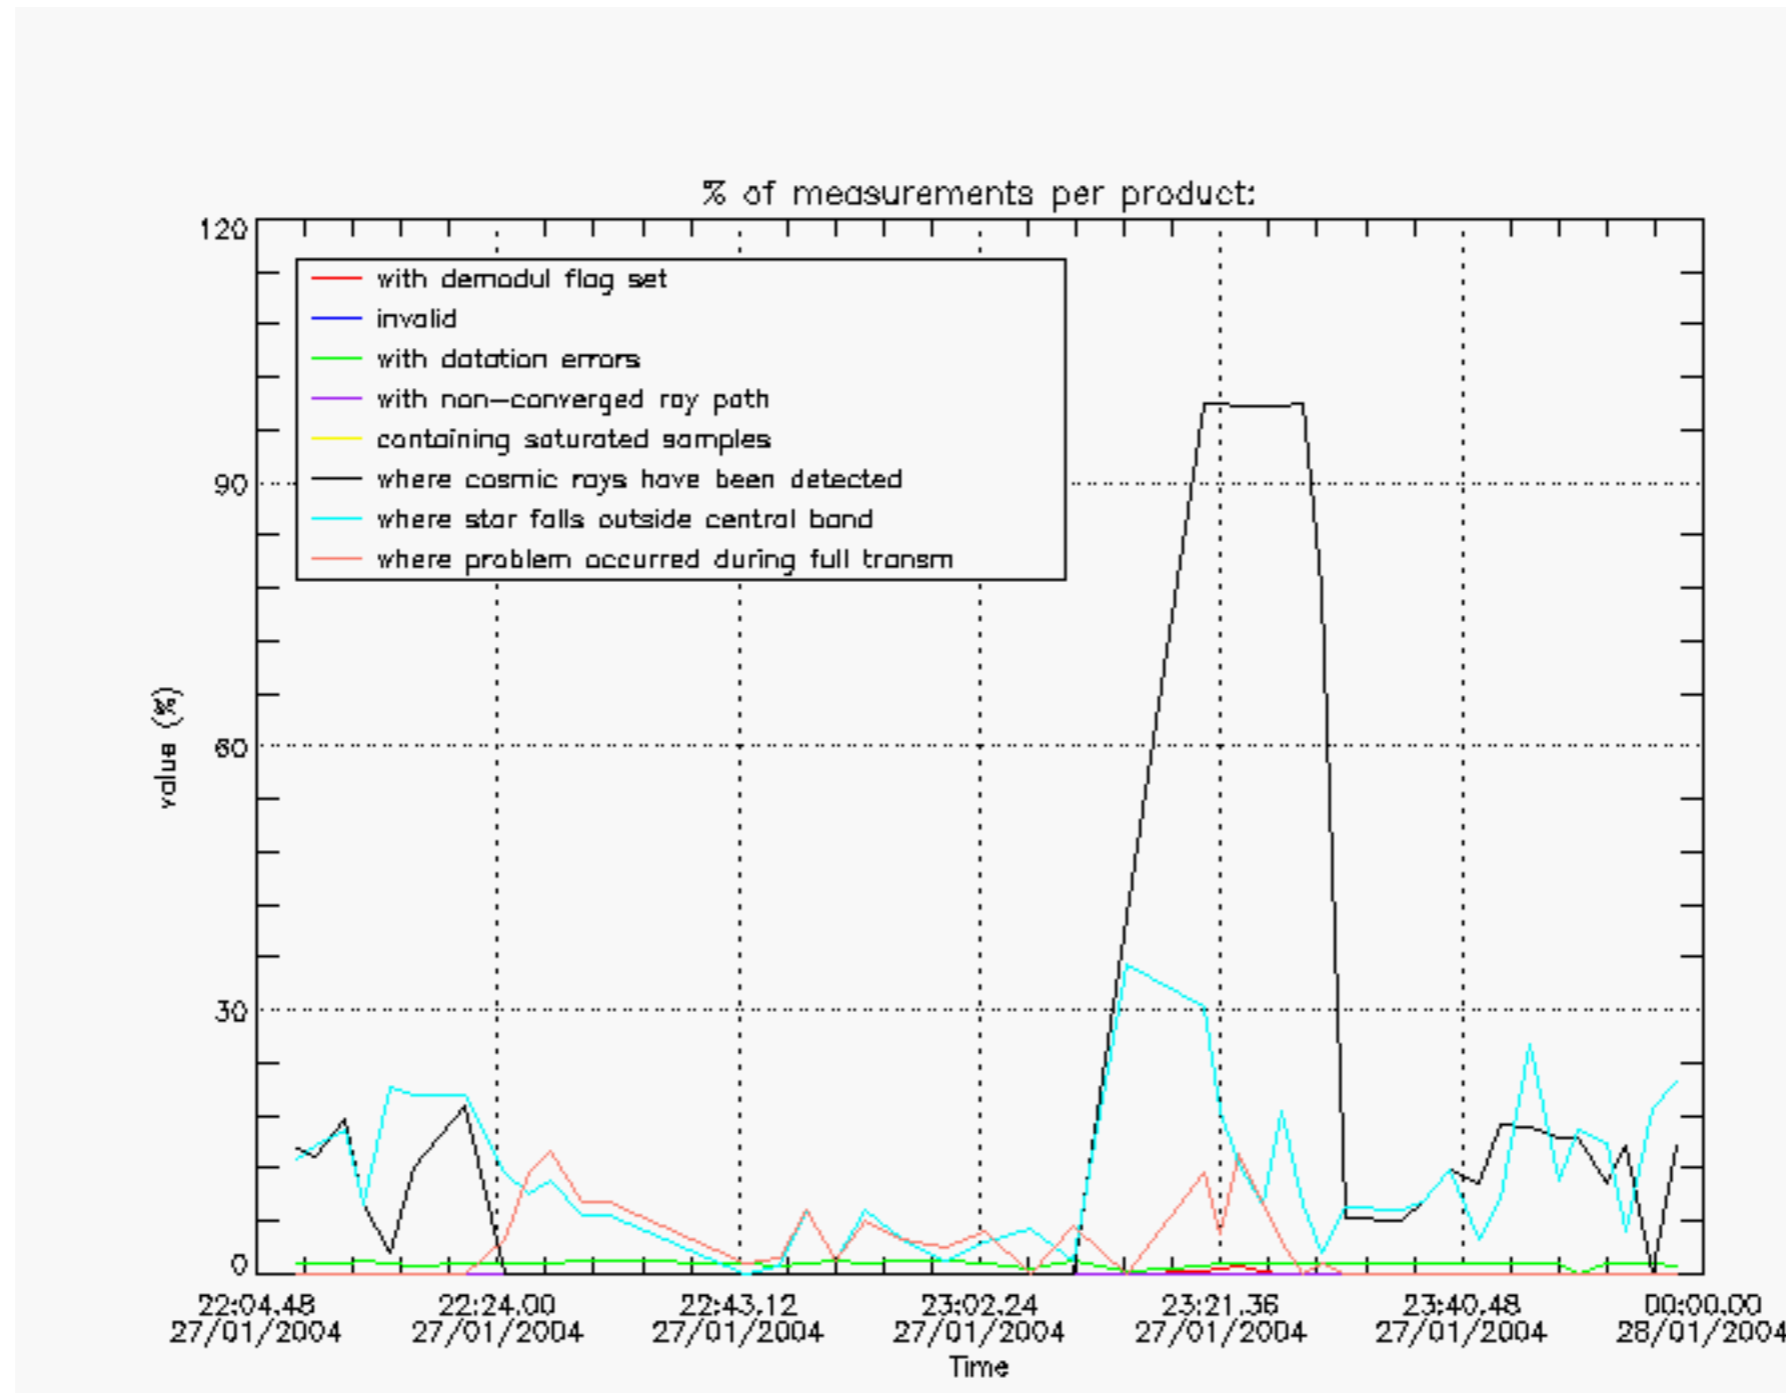 % of measurements per product:
120
90
60
30
0
value (%)
with demodul flag set
invalid
with datation errors
with non-converged ray path
containing saturated samples
where cosmic rays have been detected
where star falls outside central band
where problem occurred during full transm
22:04.48 22:24.00 22:43.12 23:02.24 23:21.36 23:40.48 00:00.00
27/01/2004 27/01/2004 27/01/2004 27/01/2004 27/01/2004 27/01/2004 28/01/2004
Time